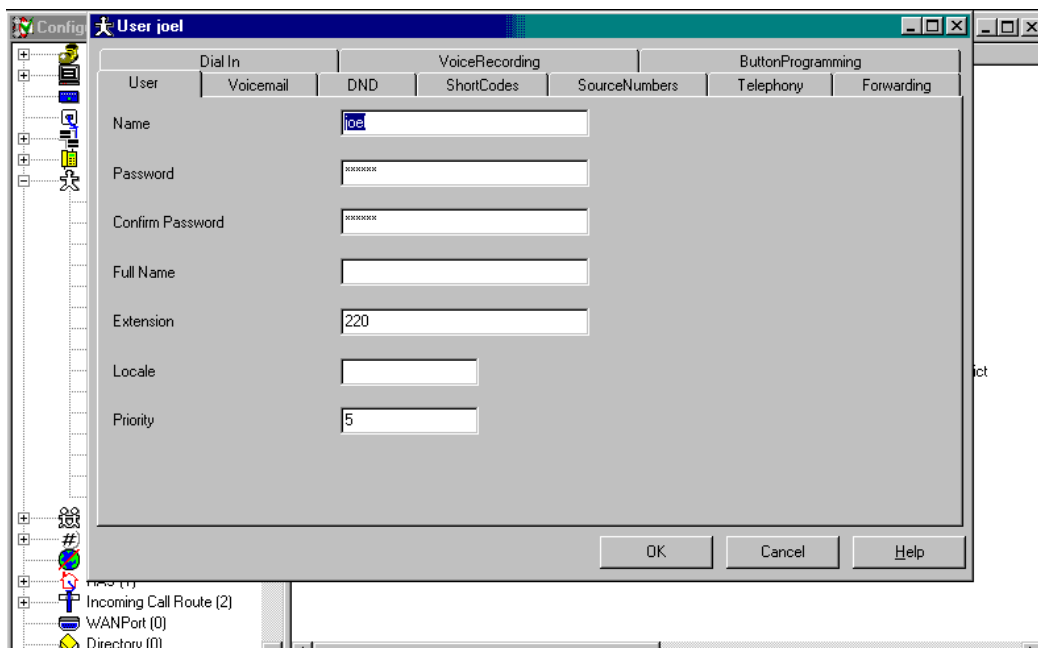 Config
User joel
Dial In VoiceRecording ButtonProgramming
User Voicemail DND ShortCodes SourceNumbers Telephony Forwarding
Name joel
Password ******
Confirm Password ******
Full Name
Extension 220
Locale
ict
Priority 5
OK Cancel Help
Incoming Call Route (2)
WANPort (0)
Directory (0)